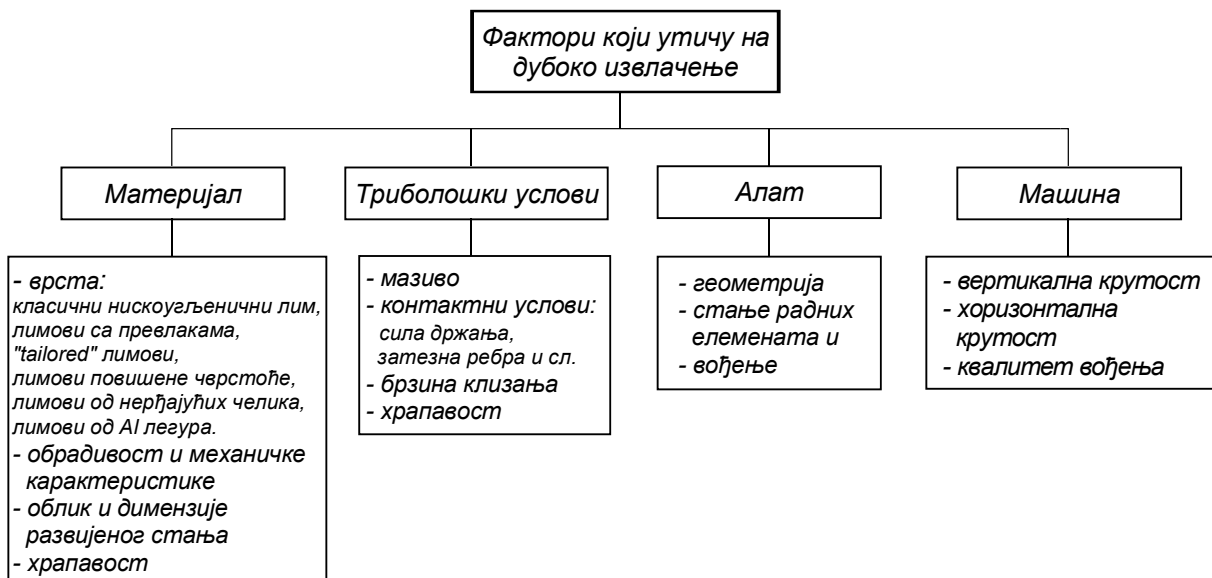 Фактори који утичу на
дубоко извлачење
Материјал
Триболошки услови
Алат
Машина
- врста:
класични нискоугљенични лим,
лимови са превлакама,
"tailored" лимови,
лимови повишене чврстоће,
лимови од нерђајућих челика,
лимови од Al легура.
- обрадивост и механичке
карактеристике
- облик и димензије
развијеног стања
- храпавост
- мазиво
- контактни услови:
сила држања,
затезна ребра и сл.
- брзина клизања
- храпавост
- геометрија
- стање радних
елемената и
- вођење
- вертикална крутост
- хоризонтална
крутост
- квалитет вођења